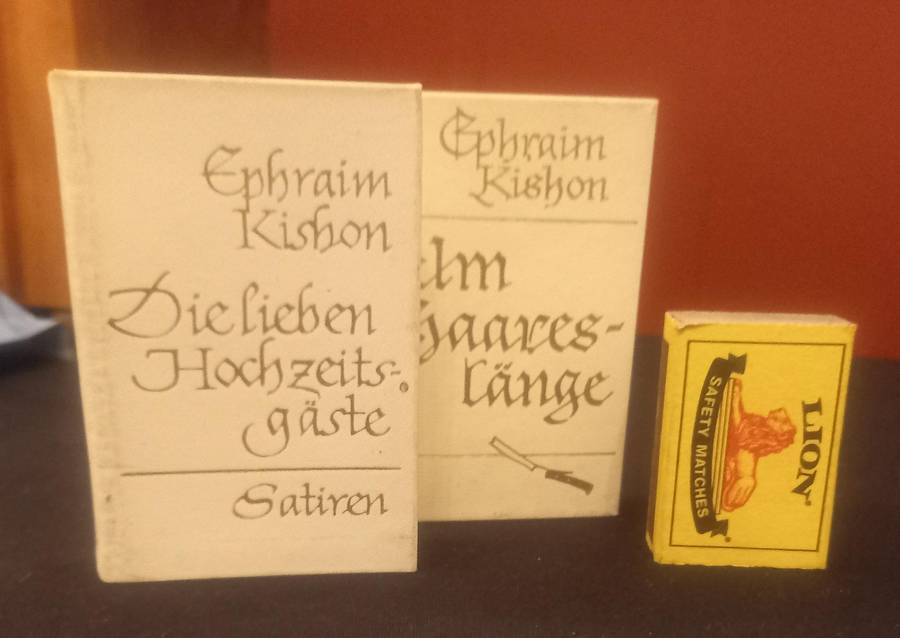 Ephraim
Kishon
Die lieben
Hochzeits-
gäste
Satiren
Ephraim
Kishon
Um
Haares-
länge
LION
SAFETY MATCHES